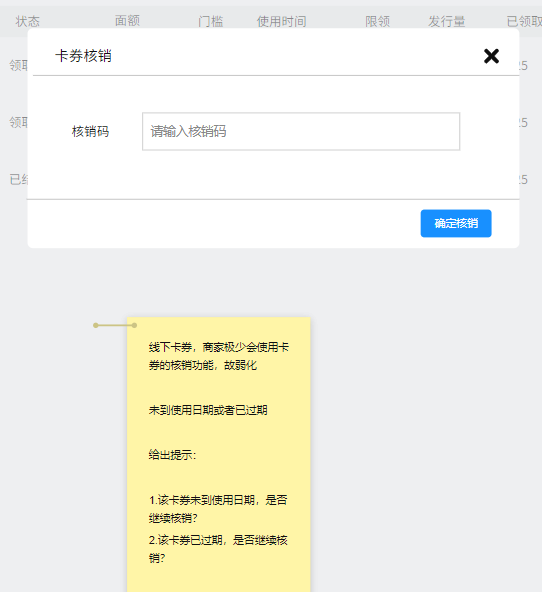 状态 面额 门槛 使用时间 限领 发行量 已领取
卡券核销
领取
25
领取
25
已结
25
核销码 请输入核销码
确定核销
线下卡券，商家极少会使用卡
券的核销功能，故弱化
未到使用日期或者已过期
给出提示：
1.该卡券未到使用日期，是否
继续核销？
2.该卡券已过期，是否继续核
销？